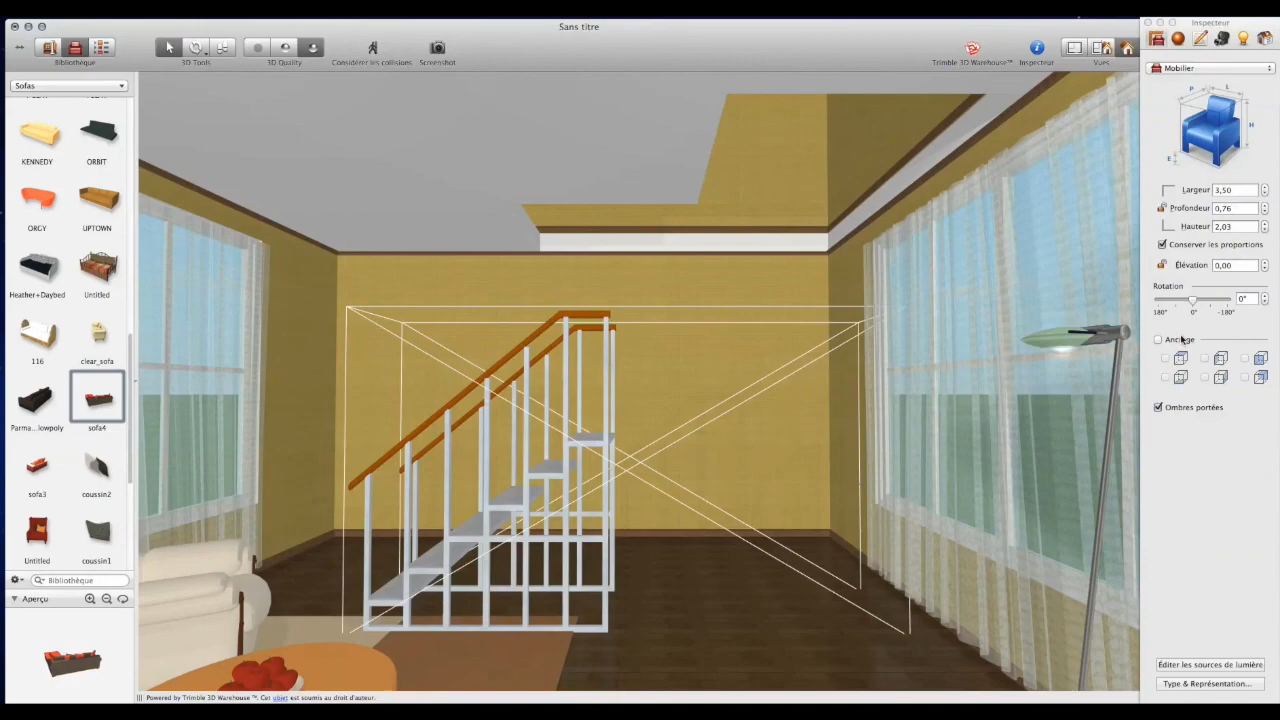 Sans titre
Inspecteur
Bibliothèque
3D Tools
3D Quality
Considérer les collisions
Screenshot
Trimble 3D Warehouse™
Inspecteur
Vues
Sofas
KENNEDY
ORBIT
ORGY
UPTOWN
Heather+Daybed
Untitled
116
clear_sofa
Parma...lowpoly
sofa4
sofa3
coussin2
Untitled
coussin1
Bibliothèque
Aperçu
Powered by Trimble 3D Warehouse™. Cet objet est soumis au droit d'auteur.
Mobilier
P
L
H
E
Largeur 3,50
Profondeur 0,76
Hauteur 2,03
Conserver les proportions
Élévation 0,00
Rotation
0°
180° 0° -180°
Ombres portées
Éditer les sources de lumière
Type & Représentation...